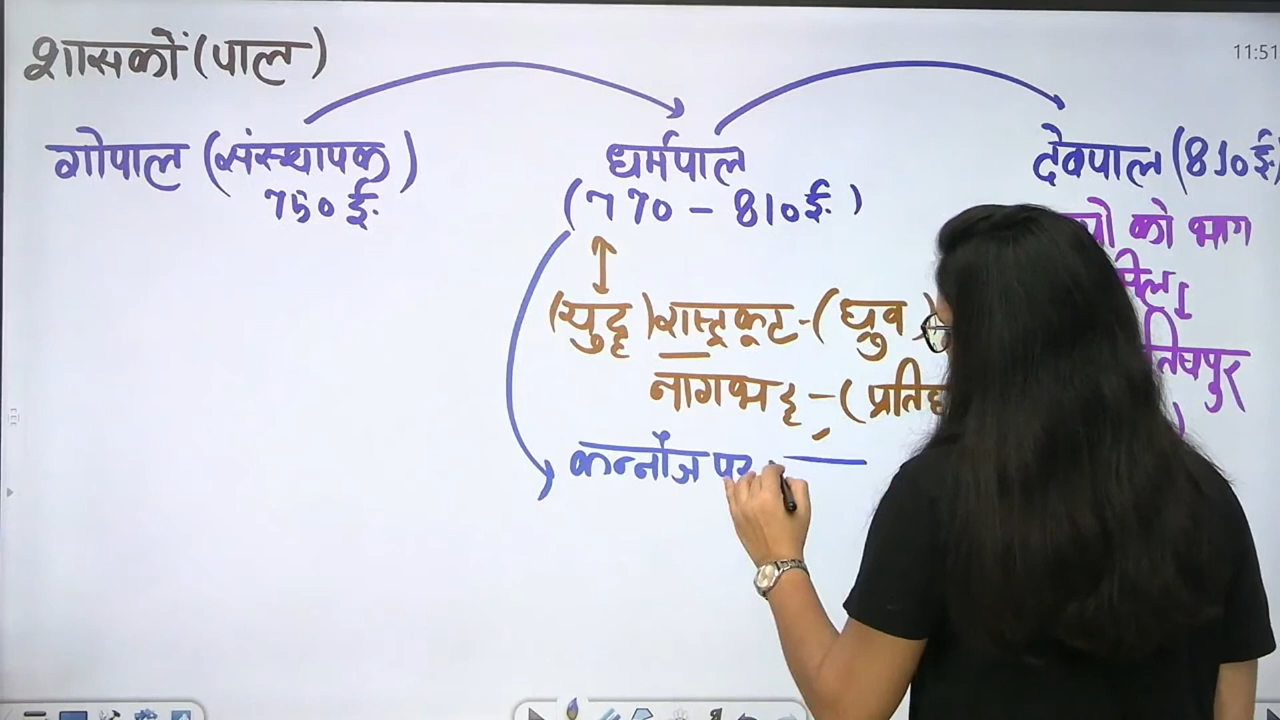 शासकों (पाल)
11:51
गोपाल (संस्थापक)
750 ई.
धर्मपाल
(770 - 810 ई.)
देवपाल (810 ई
को भाग
(युद्ध) राष्ट्रकूट - (ध्रुव)
नागभट्ट - (प्रतिहा
कन्नौज पर